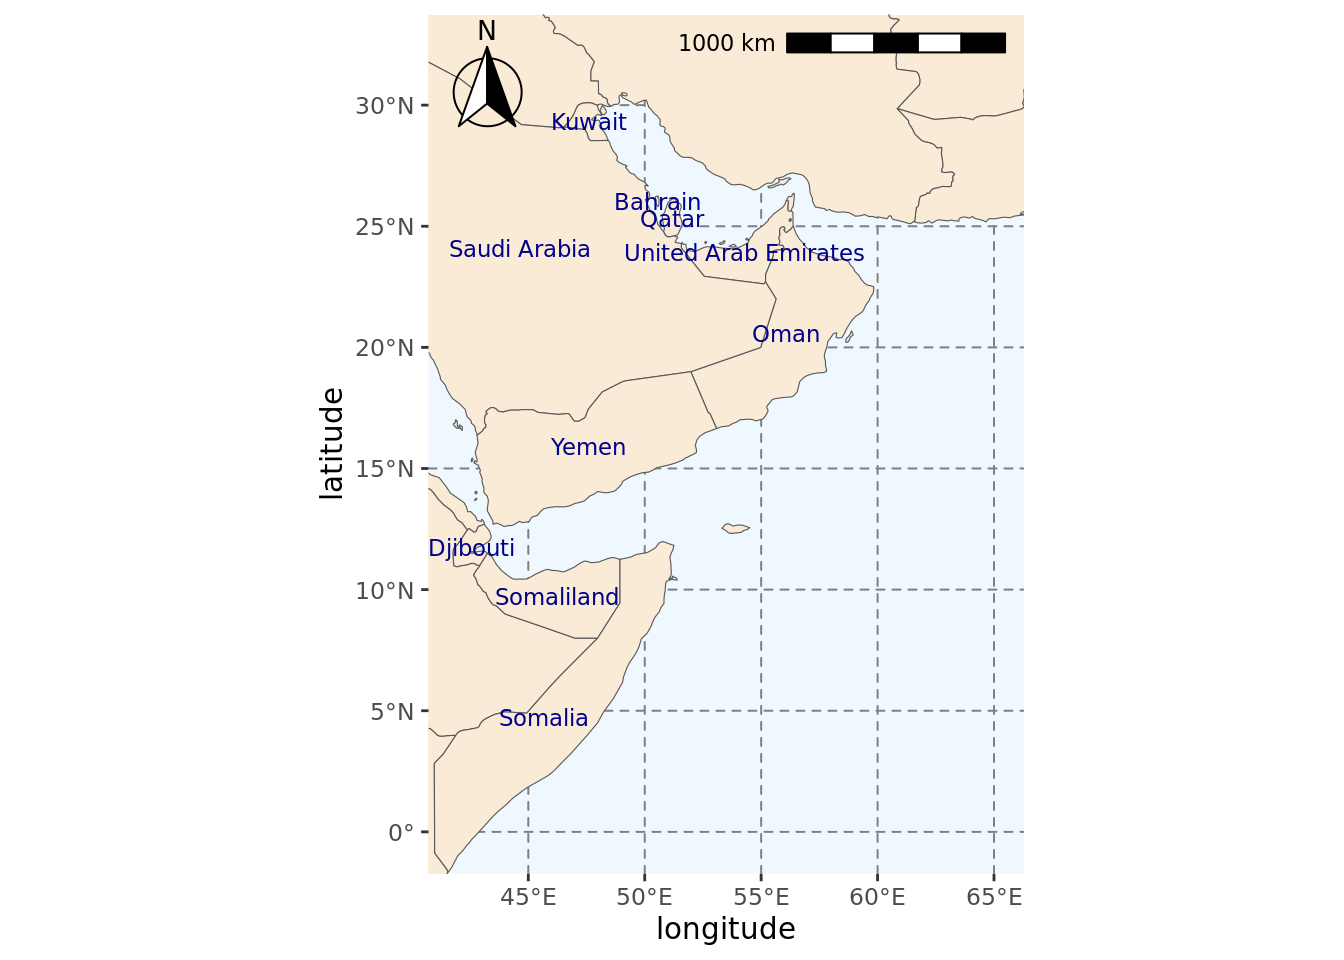 N
1000 km
30°N
Kuwait
Bahrain
Qatar
25°N
Saudi Arabia
United Arab Emirates
Oman
20°N
latitude
Yemen
15°N
Djibouti
10°N
Somaliland
5°N
Somalia
0°
45°E 50°E 55°E 60°E 65°E
longitude